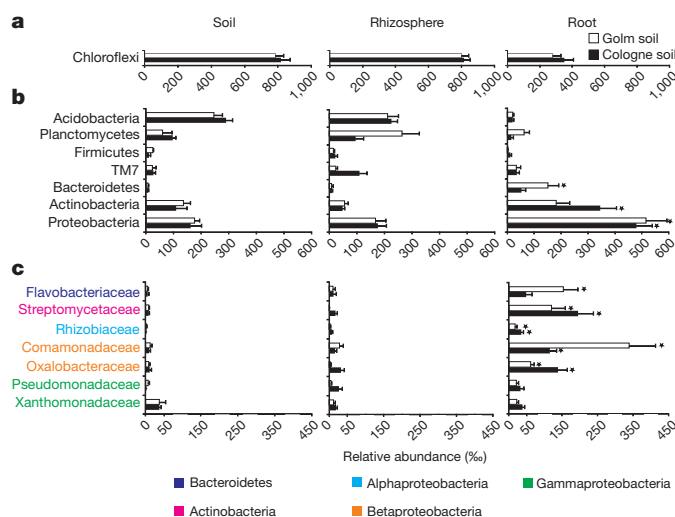 a Soil Rhizosphere Root
Golm soil
Cologne soil
Chloroflexi
0 200 400 600 800 1,000 0 200 400 600 800 1,000 0 200 400 600 800 1,000
b
Acidobacteria
Planctomycetes
Firmicutes
TM7
Bacteroidetes *
Actinobacteria *
Proteobacteria * *
0 100 200 300 400 500 600 0 100 200 300 400 500 600 0 100 200 300 400 500 600
c
Flavobacteriaceae *
Streptomycetaceae * *
Rhizobiaceae * *
Comamonadaceae * *
Oxalobacteraceae * *
Pseudomonadaceae
Xanthomonadaceae
0 50 150 250 350 450 0 50 150 250 350 450 0 50 150 250 350 450
Relative abundance (‰)
Bacteroidetes Alphaproteobacteria Gammaproteobacteria
Actinobacteria Betaproteobacteria